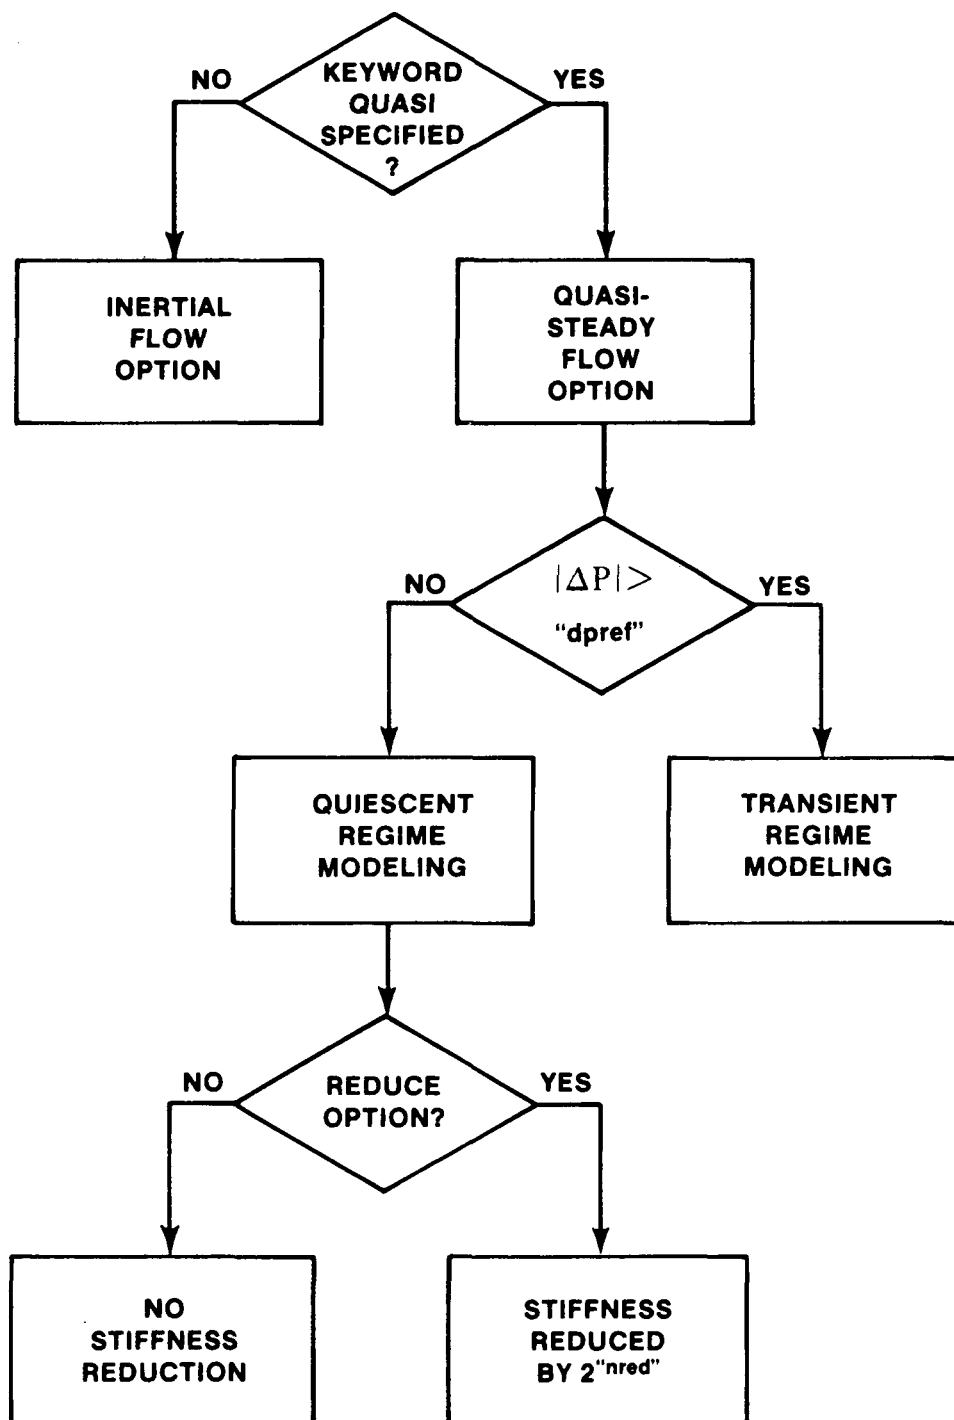 NO
KEYWORD
YES
QUASI
SPECIFIED
?
INERTIAL
FLOW
OPTION
QUASI-
STEADY
FLOW
OPTION
NO
|ΔP|>
YES
"dpref"
QUIESCENT
REGIME
MODELING
TRANSIENT
REGIME
MODELING
NO
REDUCE
YES
OPTION?
NO
STIFFNESS
REDUCTION
STIFFNESS
REDUCED
BY 2"nred"